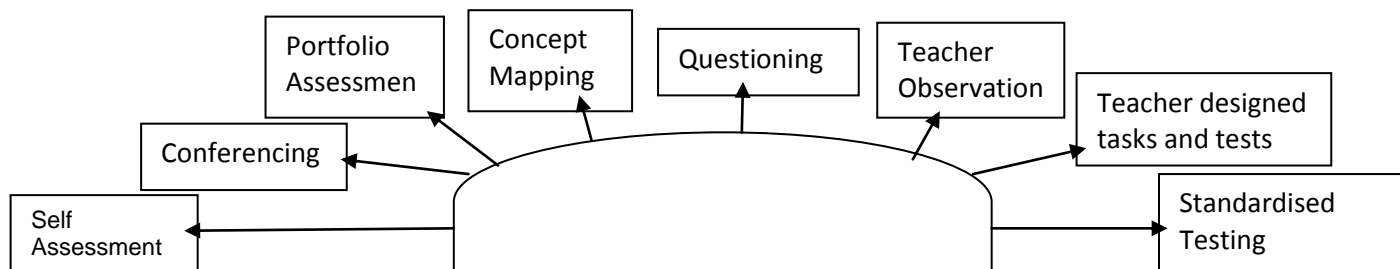 Self
Assessment
Conferencing
Portfolio
Assessmen
Concept
Mapping
Questioning
Teacher
Observation
Teacher designed
tasks and tests
Standardised
Testing